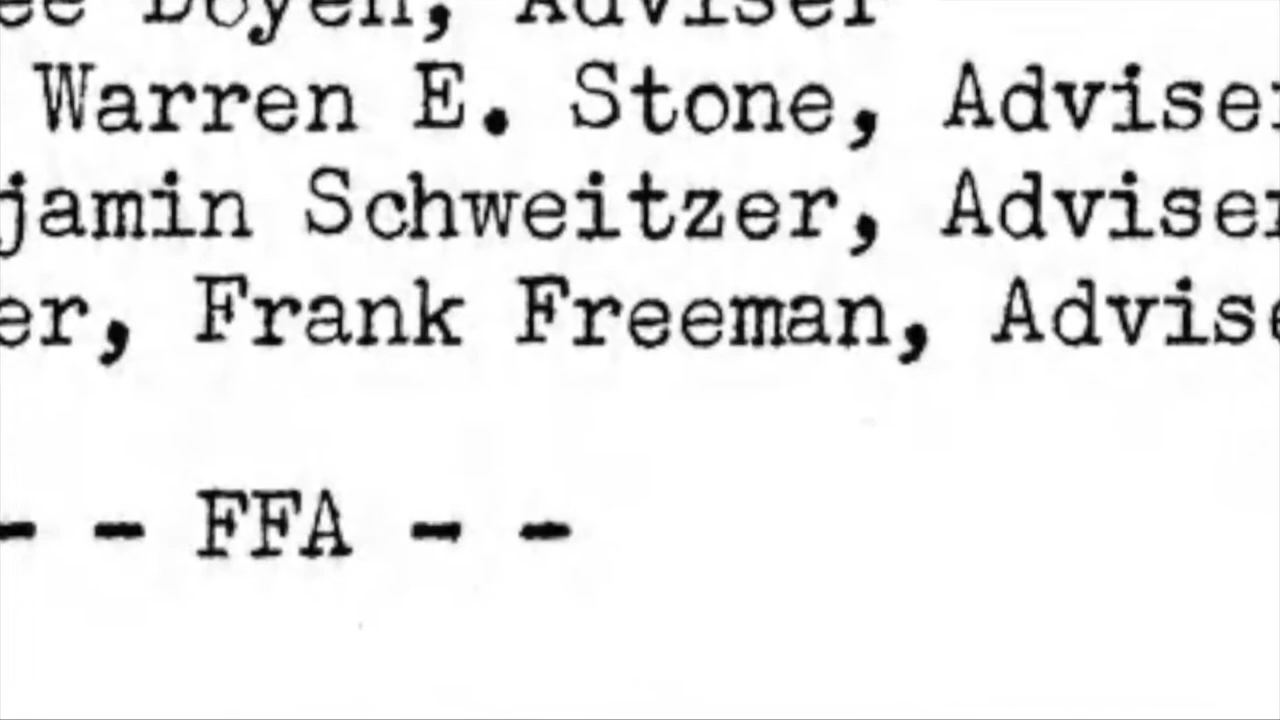 ee Doyen, Adviser
Warren E. Stone, Adviser
jamin Schweitzer, Adviser
er, Frank Freeman, Advise
- - FFA - -